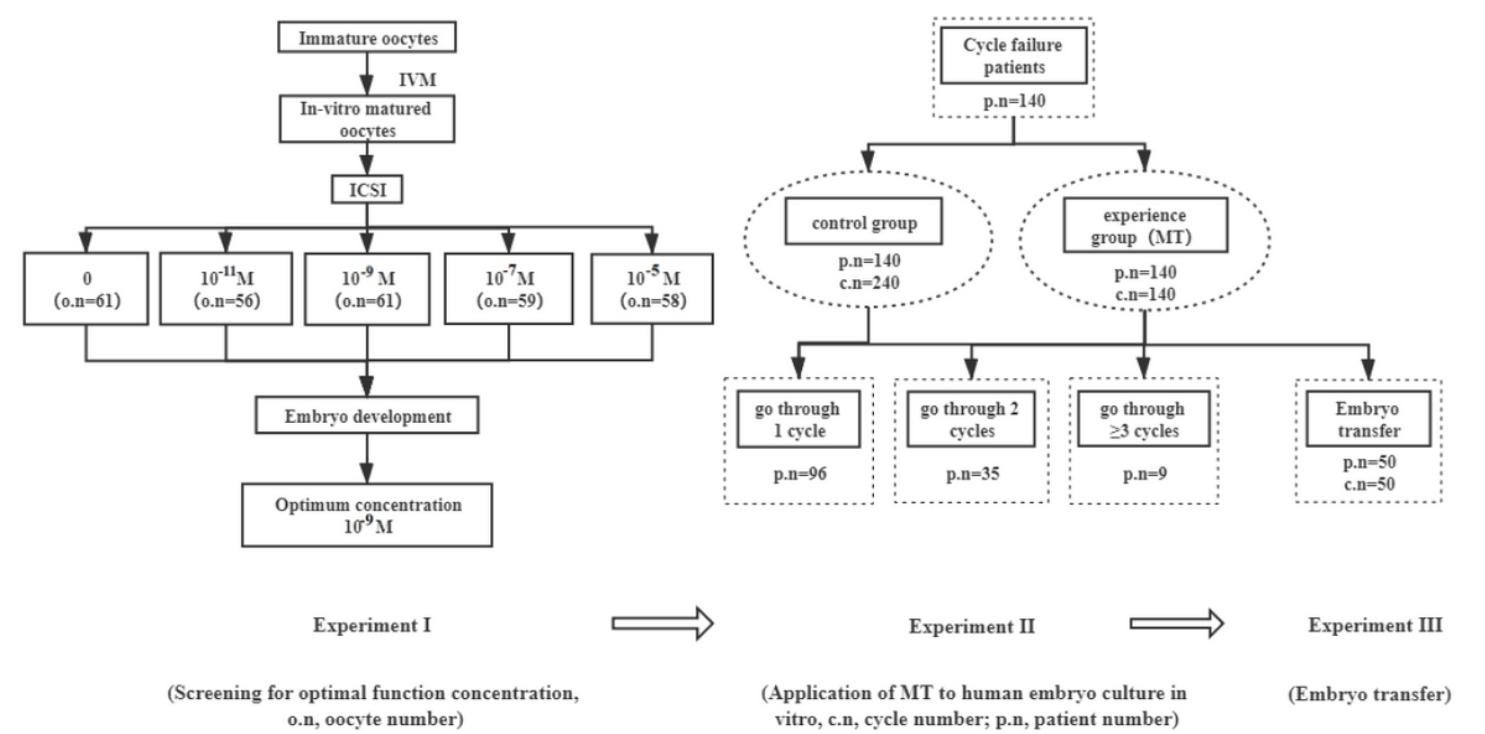 Immature oocytes
IVM
In-vitro matured
oocytes
ICSI
0
(o.n=61)
10⁻¹¹M
(o.n=56)
10⁻⁹ M
(o.n=61)
10⁻⁷M
(o.n=59)
10⁻⁵ M
(o.n=58)
Embryo development
Optimum concentration
10⁻⁹ M
Cycle failure
patients
p.n=140
control group
p.n=140
c.n=240
experience
group (MT)
p.n=140
c.n=140
go through
1 cycle
p.n=96
go through 2
cycles
p.n=35
go through
≥3 cycles
p.n=9
Embryo
transfer
p.n=50
c.n=50
Experiment I
Experiment II
Experiment III
(Screening for optimal function concentration,
o.n, oocyte number)
(Application of MT to human embryo culture in
vitro, c.n, cycle number; p.n, patient number)
(Embryo transfer)